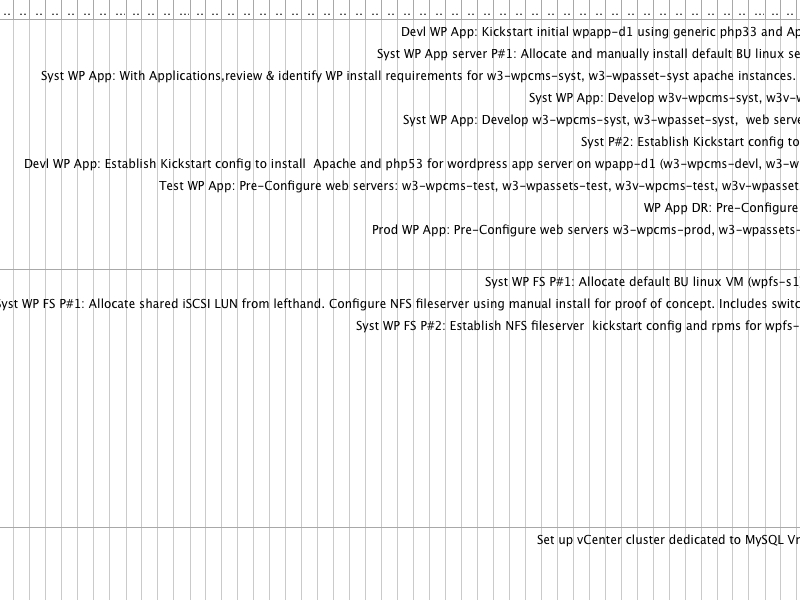 Devl WP App: Kickstart initial wpapp-d1 using generic php33 and
Syst WP App server P#1: Allocate and manually install default BU linux
Syst WP App: With Applications,review & identify WP install requirements for w3-wpcms-syst, w3-wpasset-syst apache instances.
Syst WP App: Develop w3v-wpcms-syst,
Syst WP App: Develop w3-wpcms-syst, w3-wpasset-syst, web
Syst P#2: Establish Kickstart config to
Devl WP App: Establish Kickstart config to install Apache and php53 for wordpress app server on wpapp-d1 (w3-wpcms-devl,
Test WP App: Pre-Configure web servers: w3-wpcms-test, w3-wpassets-test, w3v-wpcms-test, w3v-wpasset
WP App DR: Pre-Configure
Prod WP App: Pre-Configure web servers w3-wpcms-prod, w3-wpassets-
Syst WP FS P#1: Allocate default BU linux VM (wpfs-s1)
Syst WP FS P#1: Allocate shared iSCSI LUN from lefthand. Configure NFS fileserver using manual install for proof of concept. Includes
Syst WP FS P#2: Establish NFS fileserver kickstart config and rpms for wpfs-
Set up vCenter cluster dedicated to MySQL